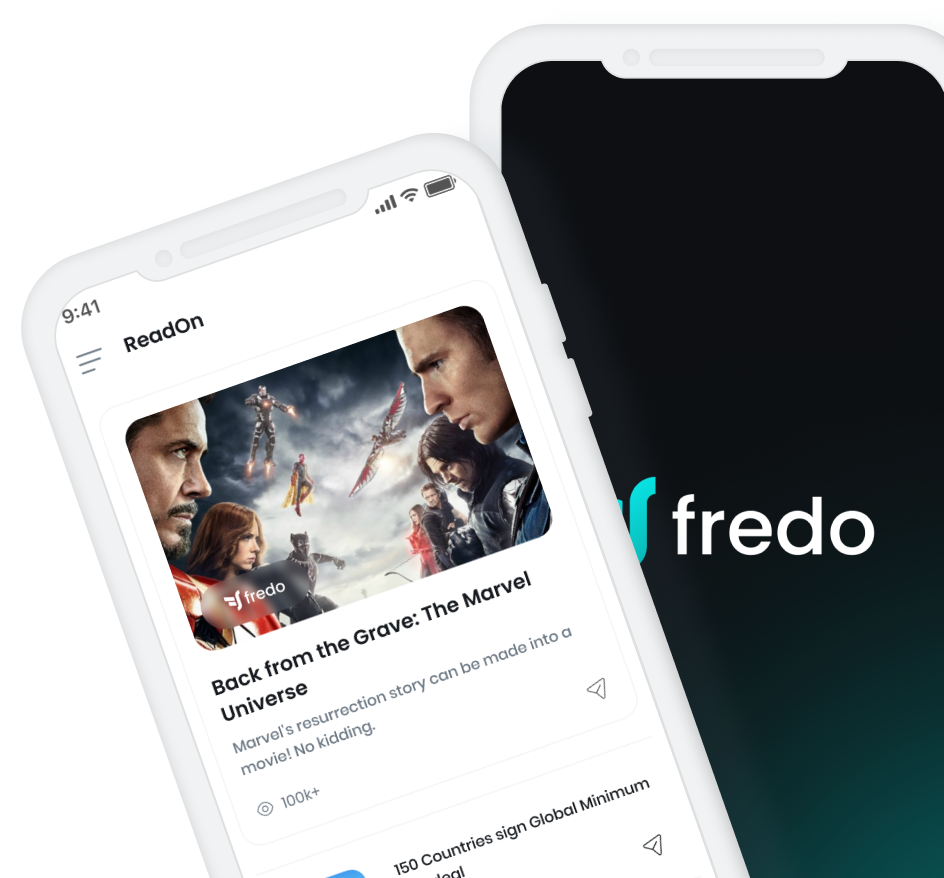 9:41
ReadOn
fredo
Back from the Grave: The Marvel
Universe
Marvel's resurrection story can be made into a
movie! No kidding.
100k+
150 Countries sign Global Minimum
deal
fredo